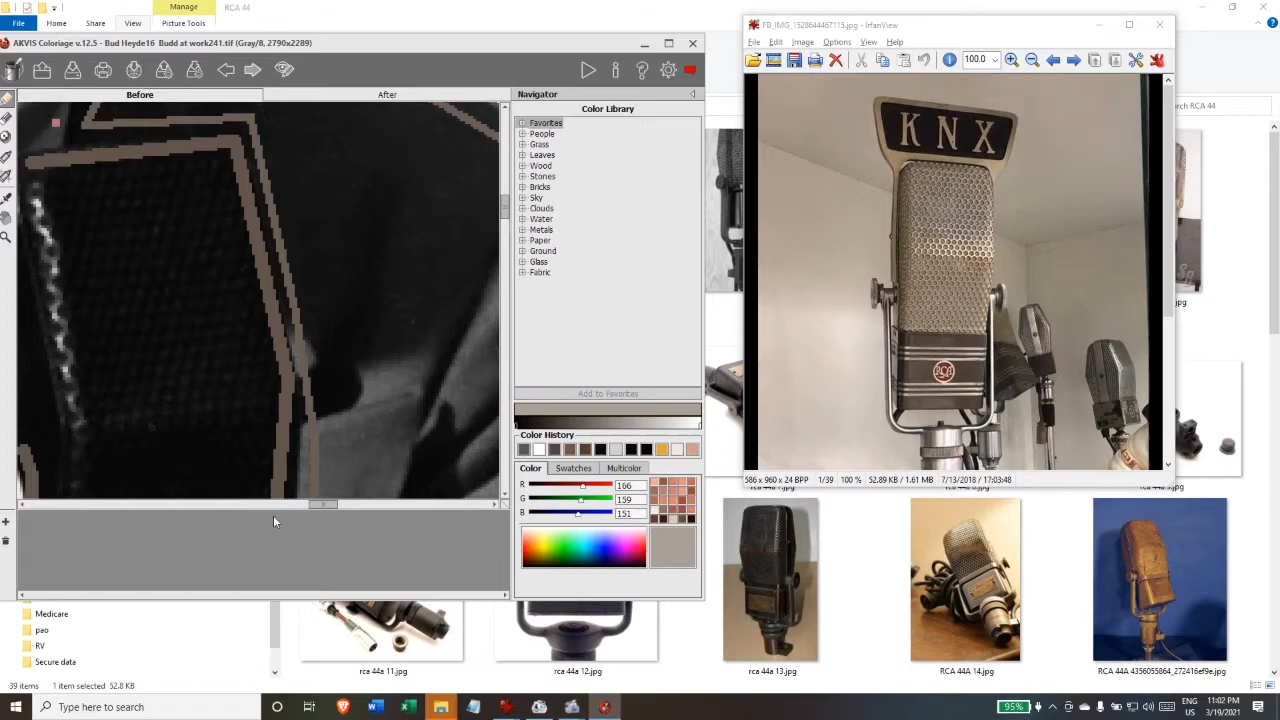 Manage
RCA 44
File
Home
Share
View
Picture Tools
AKVIS Coloriage v.12.5 - Bud Heyde16 Budd at work241.tif (Gray/8, 2790x2289)
Before
After
Navigator
Color Library
Favorites
People
Grass
Leaves
Wood
Stones
Bricks
Sky
Clouds
Water
Metals
Paper
Ground
Glass
Fabric
Add to Favorites
Color History
Color
Swatches
Multicolor
R
166
G
159
B
151
FB_IMG_1528644467115.jpg - IrfanView
File
Edit
Image
Options
View
Help
100.0
KNX
RCA
586 x 960 x 24 BPP
1/39
100 %
52.89 KB / 1.61 MB
7/13/2018 / 17:03:48
arch RCA 44
Medicare
pao
RV
Secure data
rca 44a 11.jpg
rca 44a 12.jpg
rca 44a 13.jpg
RCA 44A 14.jpg
RCA 44A 4356055864_272416ef9e.jpg
39 items
1 item selected 52.8 KB
Type here to search
95%
ENG
US
11:02 PM
3/19/2021